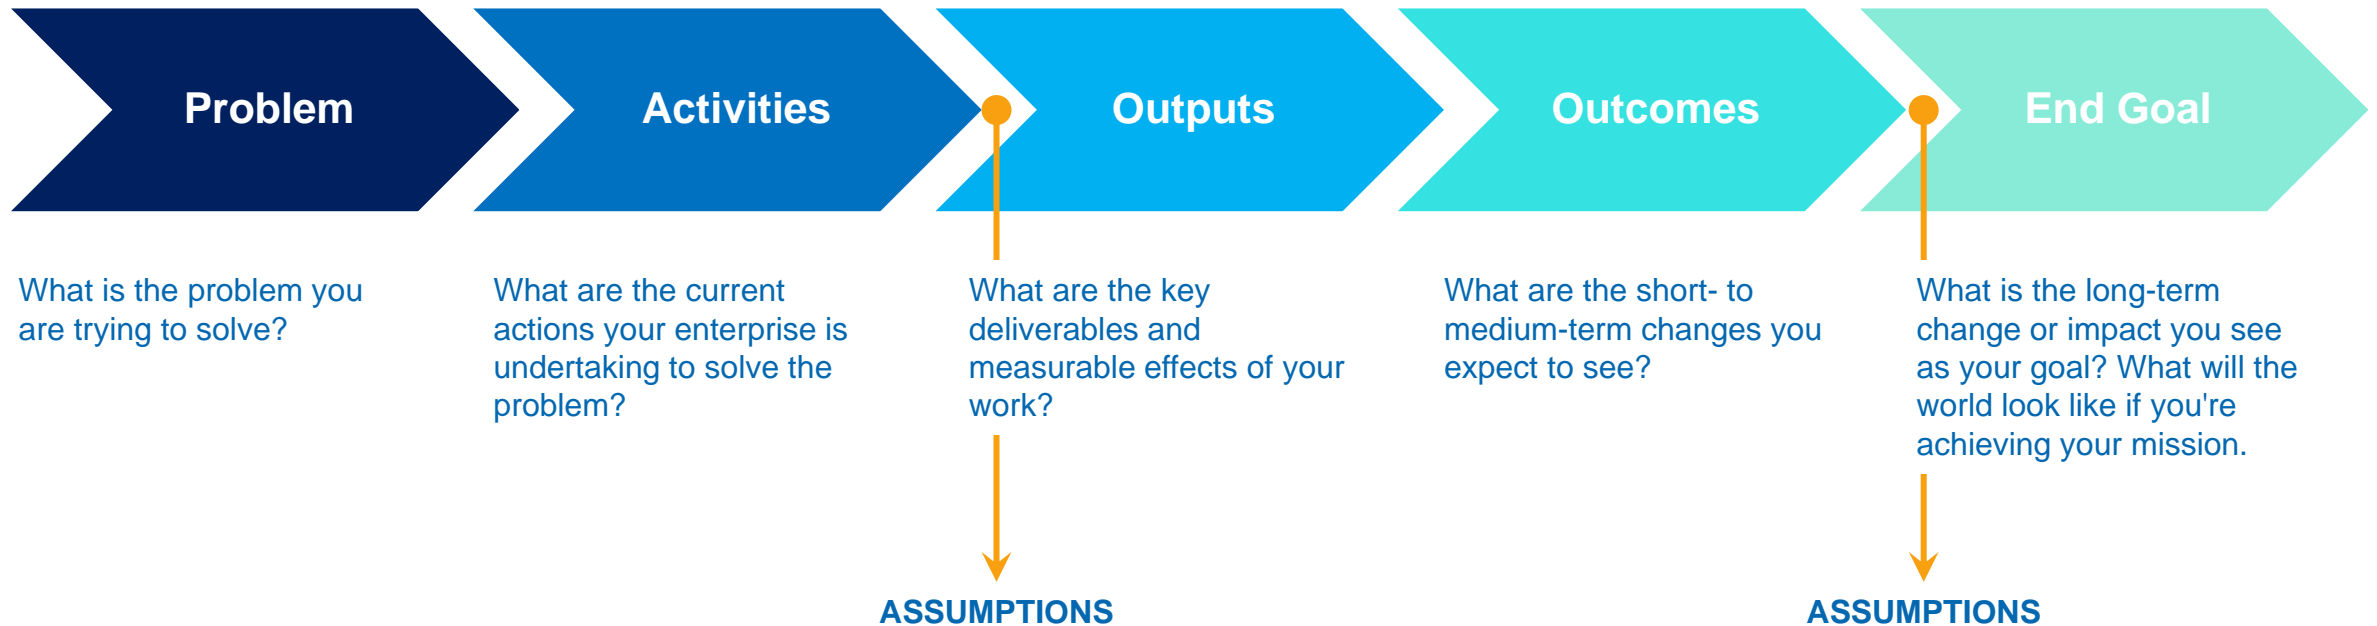 Problem
Activities
Outputs
Outcomes
End Goal
What is the problem you
are trying to solve?
What are the current
actions your enterprise is
undertaking to solve the
problem?
What are the key
deliverables and
measurable effects of your
work?
What are the short- to
medium-term changes you
expect to see?
What is the long-term
change or impact you see
as your goal? What will the
world look like if you're
achieving your mission.
ASSUMPTIONS
ASSUMPTIONS